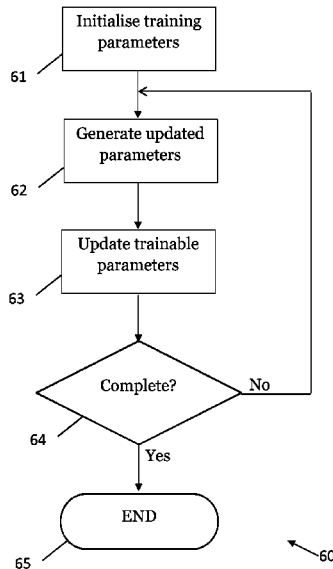 Initialise training
parameters
61
Generate updated
parameters
62
Update trainable
parameters
63
Complete?
No
64
Yes
END
65
60